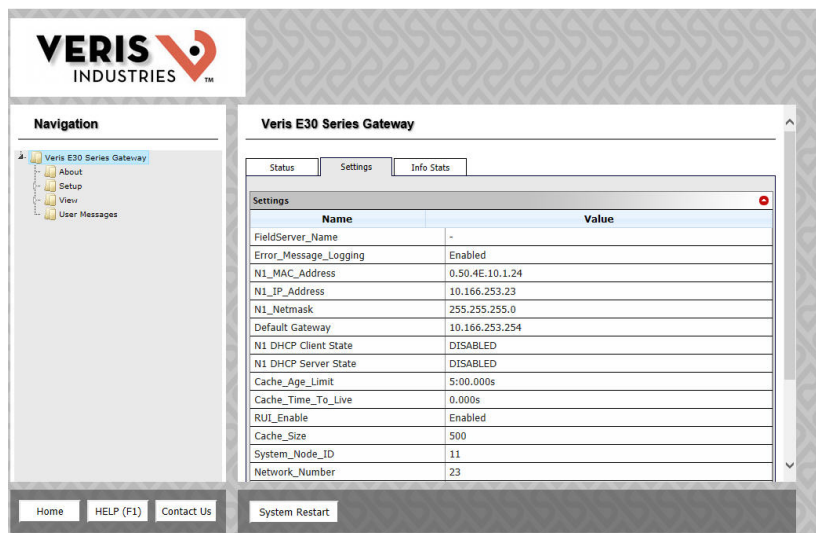 VERIS
INDUSTRIES
TM
Navigation
Veris E30 Series Gateway
About
Setup
View
User Messages
Veris E30 Series Gateway
Status Settings Info Stats
Settings
Name Value
FieldServer_Name -
Error_Message_Logging Enabled
N1_MAC_Address 0.50.4E.10.1.24
N1_IP_Address 10.166.253.23
N1_Netmask 255.255.255.0
Default Gateway 10.166.253.254
N1 DHCP Client State DISABLED
N1 DHCP Server State DISABLED
Cache_Age_Limit 5:00.000s
Cache_Time_To_Live 0.000s
RUI_Enable Enabled
Cache_Size 500
System_Node_ID 11
Network_Number 23
Home HELP (F1) Contact Us System Restart